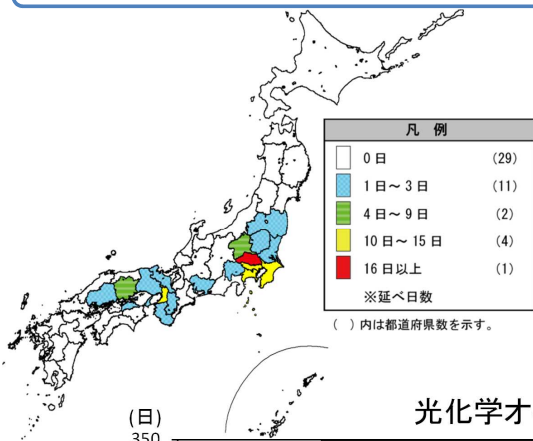 凡 例
0日 (29)
1日～3日 (11)
4日～9日 (2)
10日～15日 (4)
16日以上 (1)
※延べ日数
( )内は都道府県数を示す。
光化学オ
(日)
350